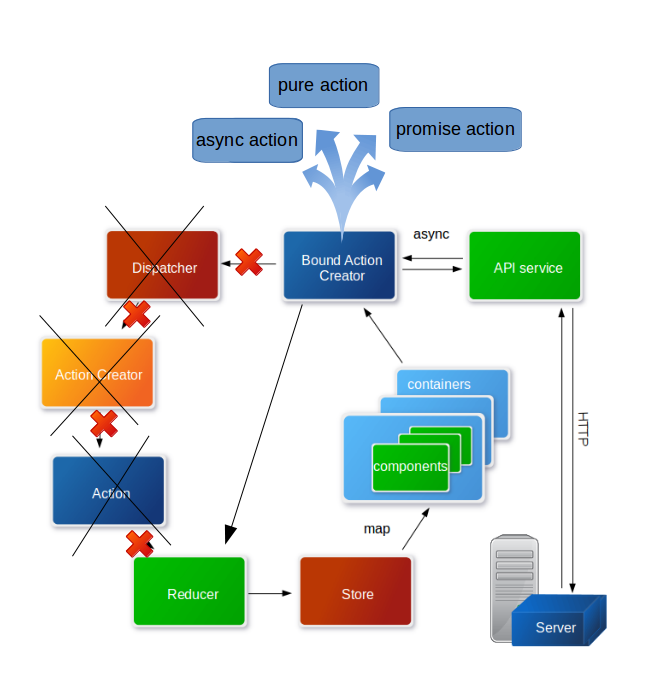 pure action
async action
promise action
async
Dispatcher
Bound Action
Creator
API service
Action Creator
containers
components
HTTP
Action
map
Reducer
Store
Server